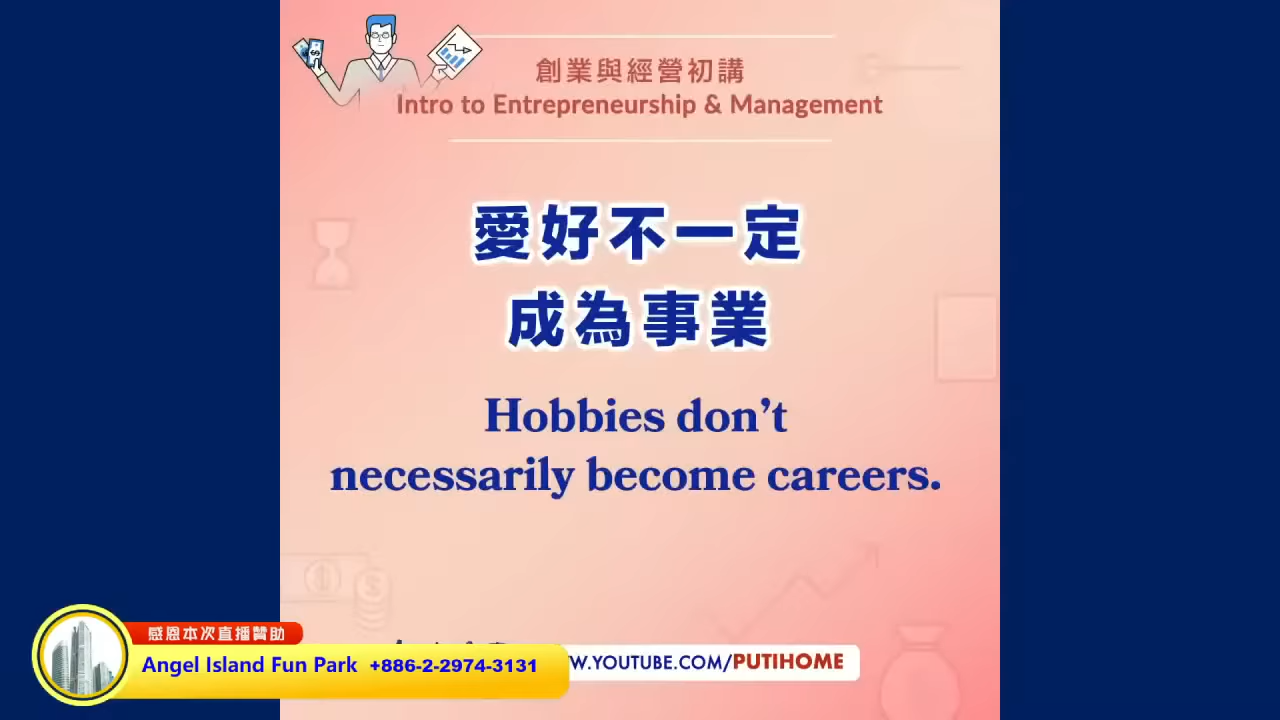 創業與經營初講
Intro to Entrepreneurship & Management
愛好不一定
成為事業
Hobbies don't
necessarily become careers.
感恩本次直播贊助
Angel Island Fun Park +886-2-2974-3131
W.YOUTUBE.COM/PUTIHOME